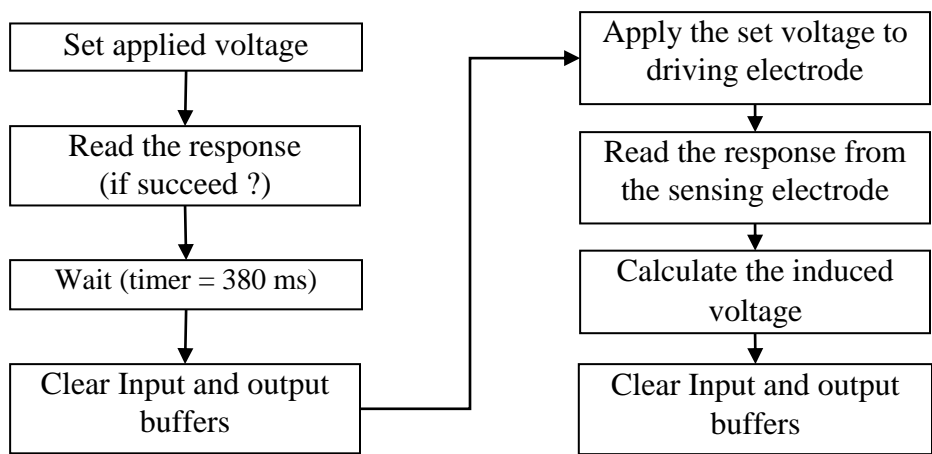 Set applied voltage
Read the response
(if succeed ?)
Wait (timer = 380 ms)
Clear Input and output
buffers
Apply the set voltage to
driving electrode
Read the response from
the sensing electrode
Calculate the induced
voltage
Clear Input and output
buffers